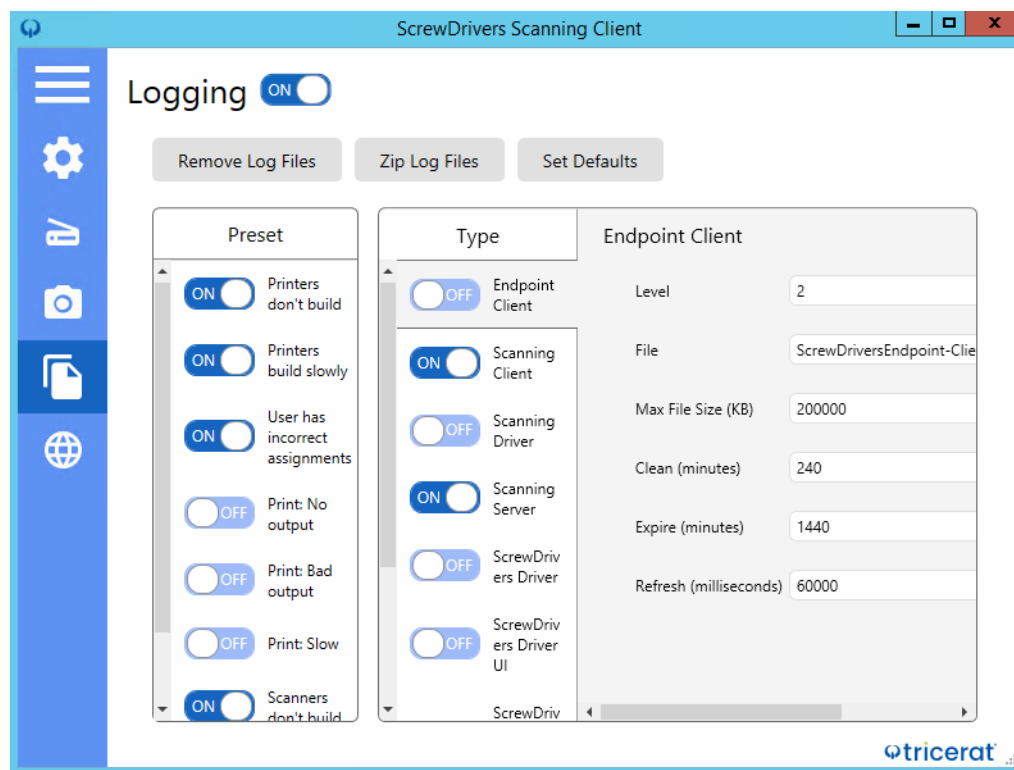 ScrewDrivers Scanning Client
Logging ON
Remove Log Files
Zip Log Files
Set Defaults
Preset
ON Printers
don't build
ON Printers
build slowly
ON User has
incorrect
assignments
OFF Print: No
output
OFF Print: Bad
output
OFF Print: Slow
ON Scanners
don't build
Type
OFF Endpoint
Client
ON Scanning
Client
OFF Scanning
Driver
ON Scanning
Server
OFF ScrewDriv
ers Driver
OFF ScrewDriv
ers Driver
UI
ScrewDriv
Endpoint Client
Level 2
File ScrewDriversEndpoint-Clie
Max File Size (KB) 200000
Clean (minutes) 240
Expire (minutes) 1440
Refresh (milliseconds) 60000
tricerat